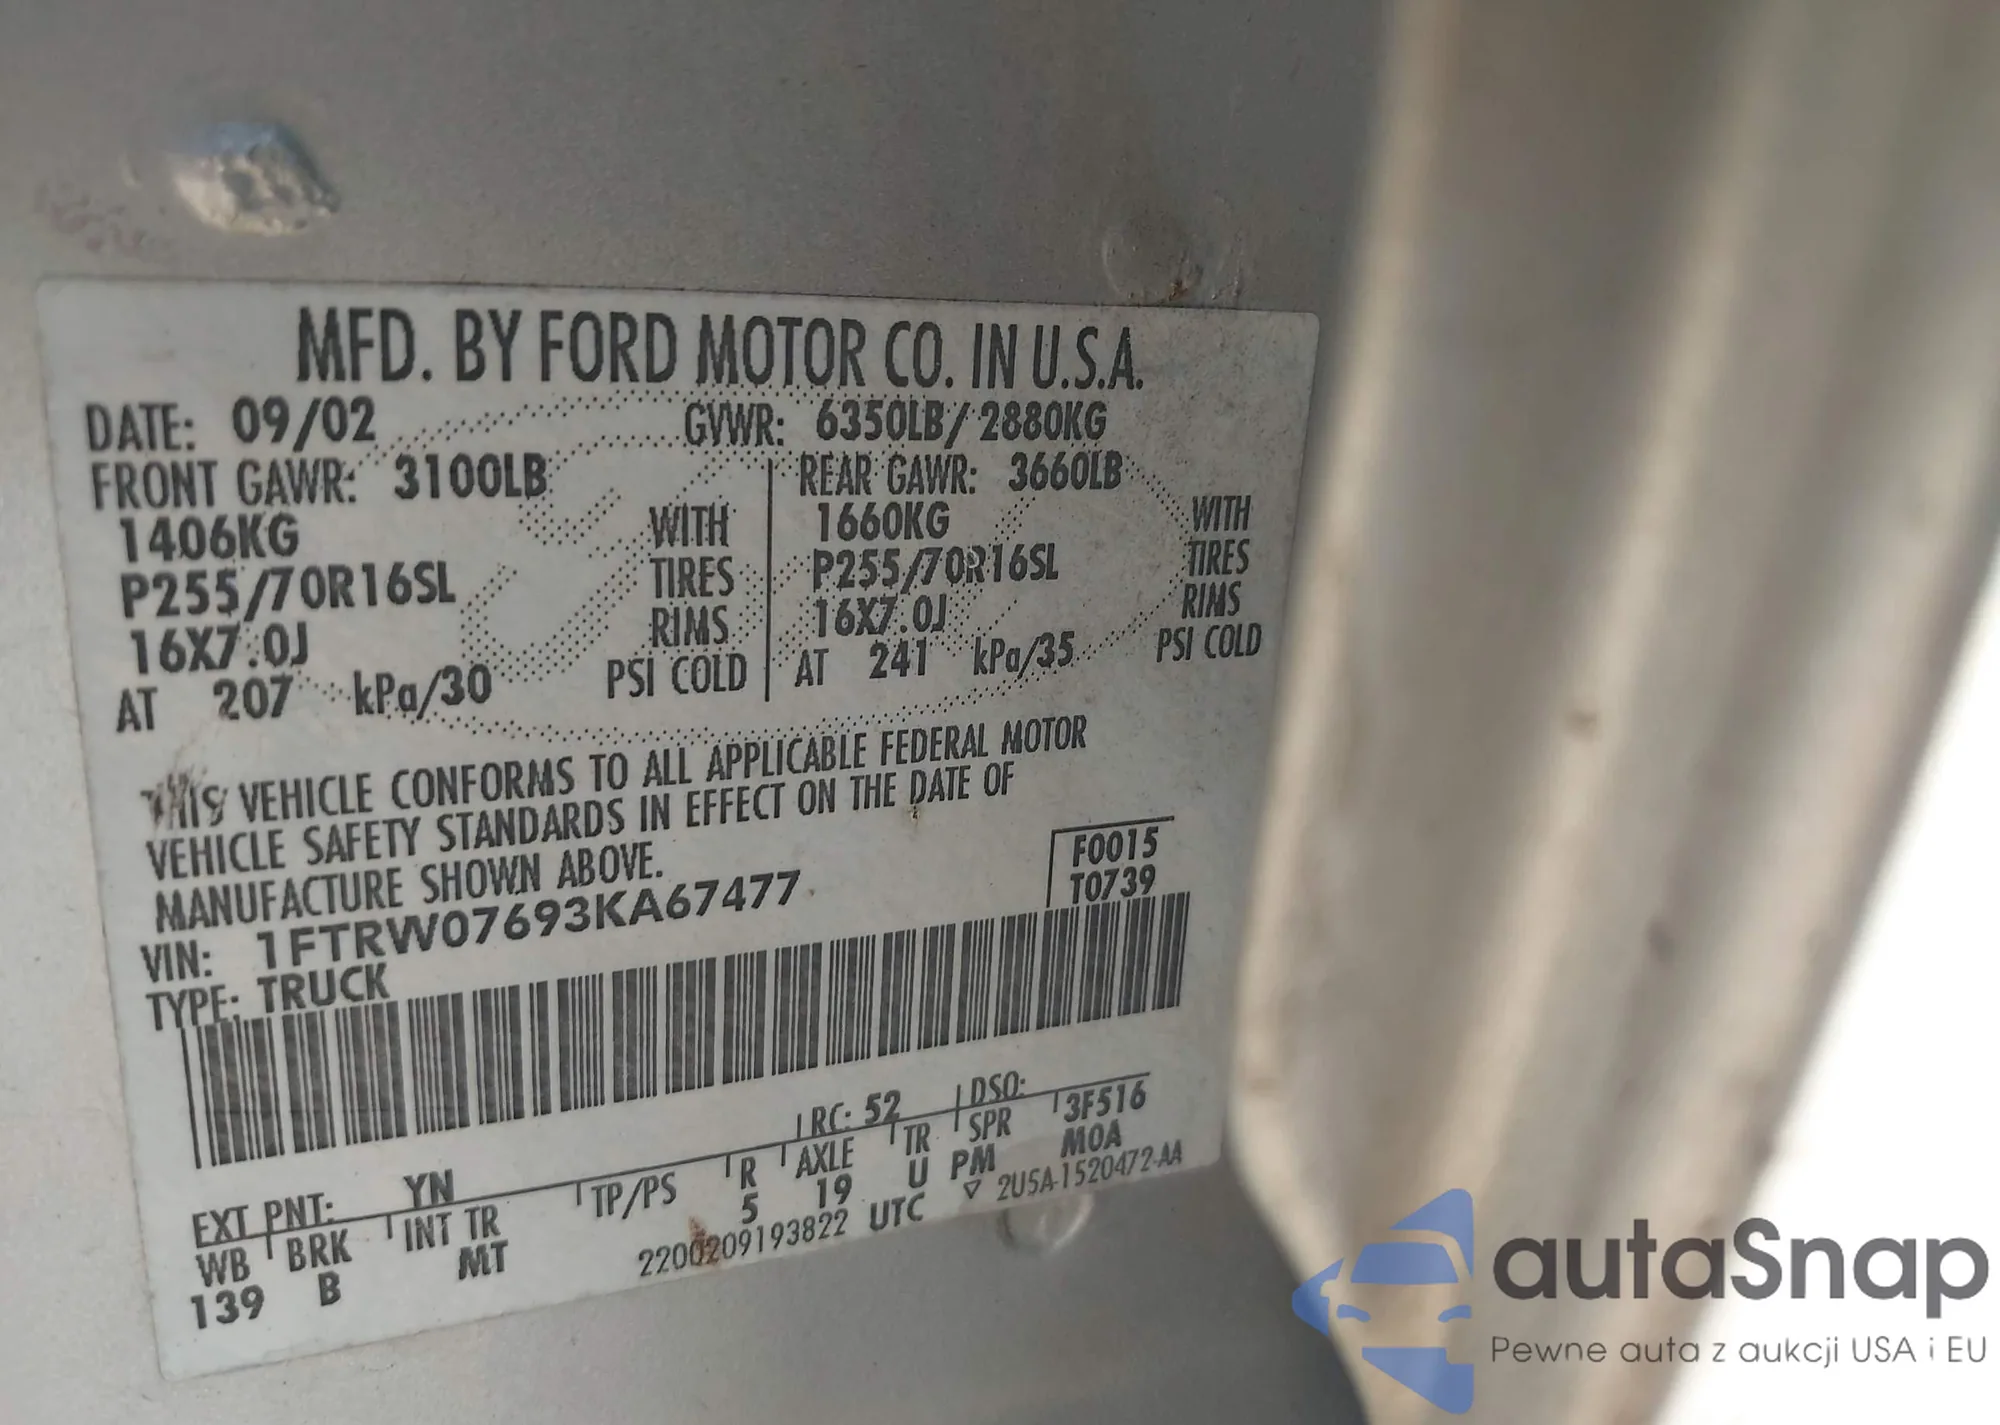 MFD. BY FORD MOTOR CO. IN U.S.A.
DATE: 09/02 GVWR: 6350LB/2880KG
FRONT GAWR: 3100LB REAR GAWR: 3660LB
1406KG WITH 1660KG WITH
P255/70R16SL TIRES P255/70R16SL TIRES
16X7.0J RIMS 16X7.0J RIMS
AT 207 kPa/30 PSI COLD AT 241 kPa/35 PSI COLD
THIS VEHICLE CONFORMS TO ALL APPLICABLE FEDERAL MOTOR
VEHICLE SAFETY STANDARDS IN EFFECT ON THE DATE OF
MANUFACTURE SHOWN ABOVE.
F0015
T0739
VIN: 1FTRW07693KA67477
TYPE: TRUCK
EXT PNT: YN RC: 52 DSO:
WB BRK INT TR TP/PS R AXLE TR SPR 3F516
139 B MT 5 19 U PM M0A
2200209193822 UTC ▽ 2U5A-1520472-AA
autaSnap
Pewne auta z aukcji USA i EU